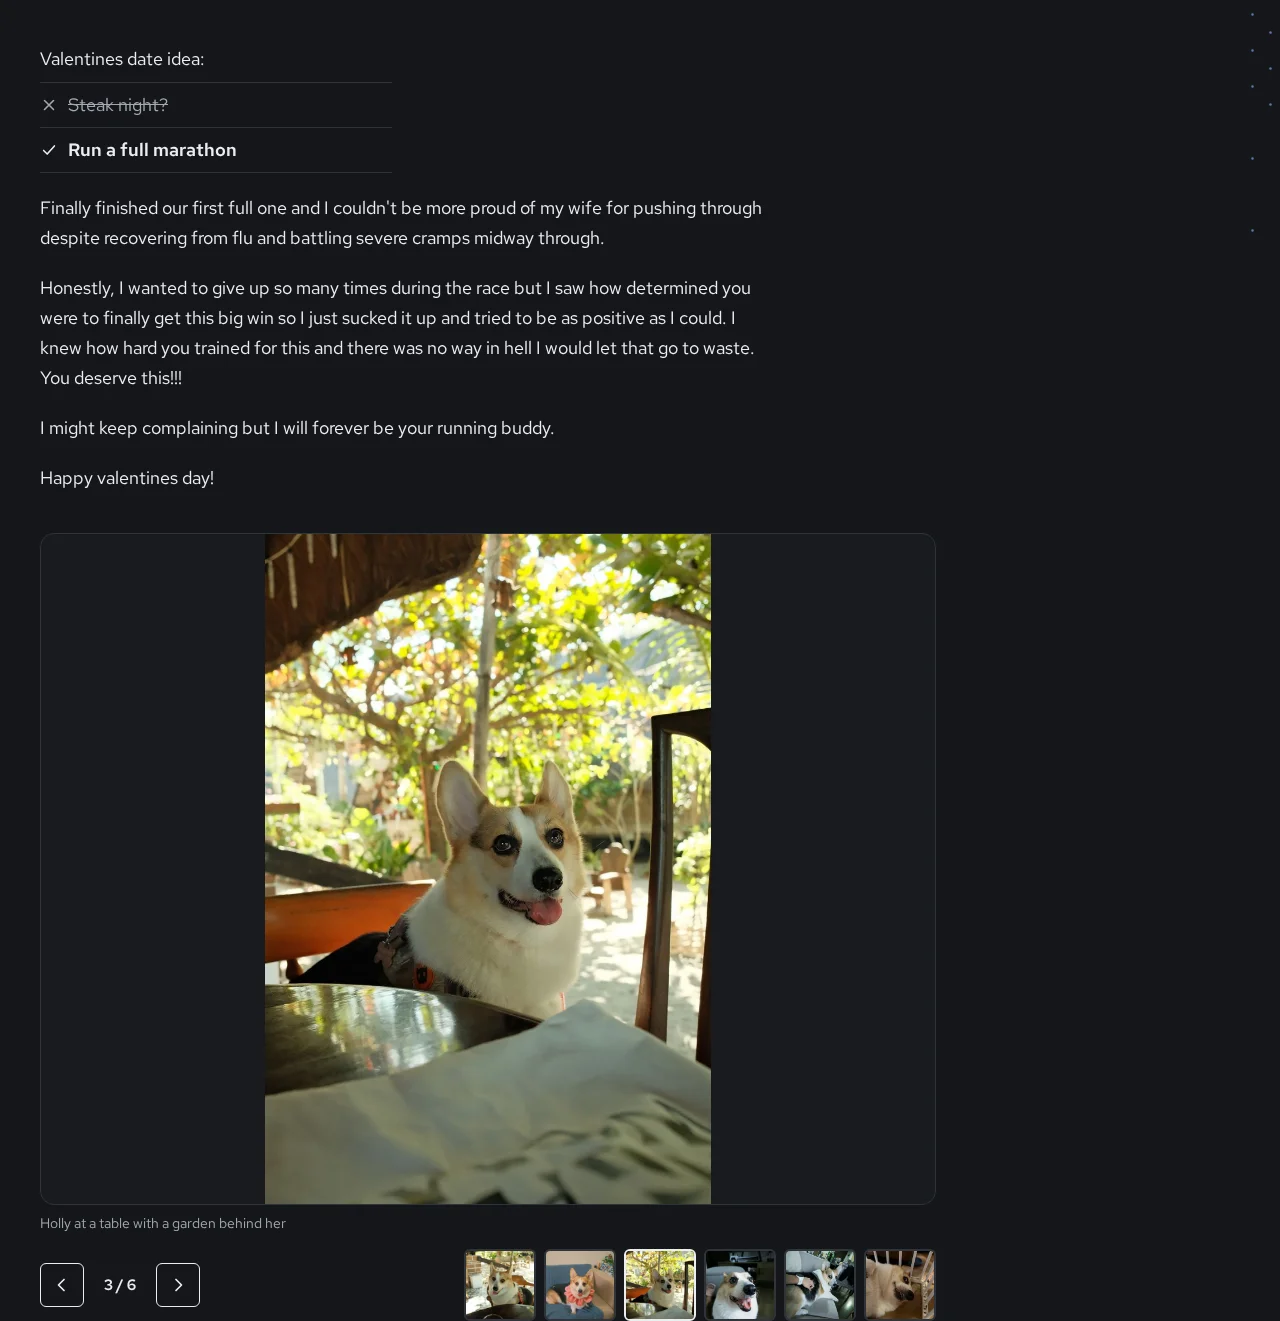 Valentines date idea:
Steak night?
Run a full marathon
Finally finished our first full one and I couldn't be more proud of my wife for pushing through
despite recovering from flu and battling severe cramps midway through.
Honestly, I wanted to give up so many times during the race but I saw how determined you
were to finally get this big win so I just sucked it up and tried to be as positive as I could. I
knew how hard you trained for this and there was no way in hell I would let that go to waste.
You deserve this!!!
I might keep complaining but I will forever be your running buddy.
Happy valentines day!
Holly at a table with a garden behind her
3 / 6